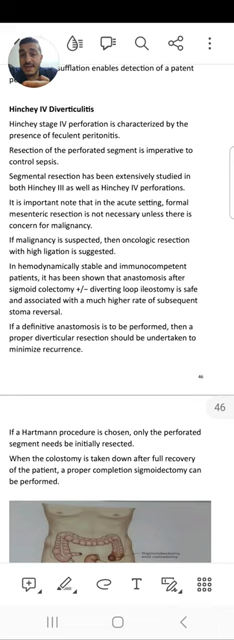 sufflation enables detection of a patent
Hinchey IV Diverticulitis
Hinchey stage IV perforation is characterized by the
presence of feculent peritonitis.
Resection of the perforated segment is imperative to
control sepsis.
Segmental resection has been extensively studied in
both Hinchey III as well as Hinchey IV perforations.
It is important note that in the acute setting, formal
mesenteric resection is not necessary unless there is
concern for malignancy.
If malignancy is suspected, then oncologic resection
with high ligation is suggested.
In hemodynamically stable and immunocompetent
patients, it has been shown that anastomosis after
sigmoid colectomy +/− diverting loop ileostomy is safe
and associated with a much higher rate of subsequent
stoma reversal.
If a definitive anastomosis is to be performed, then a
proper diverticular resection should be undertaken to
minimize recurrence.
46
46
If a Hartmann procedure is chosen, only the perforated
segment needs be initially resected.
When the colostomy is taken down after full recovery
of the patient, a proper completion sigmoidectomy can
be performed.
T